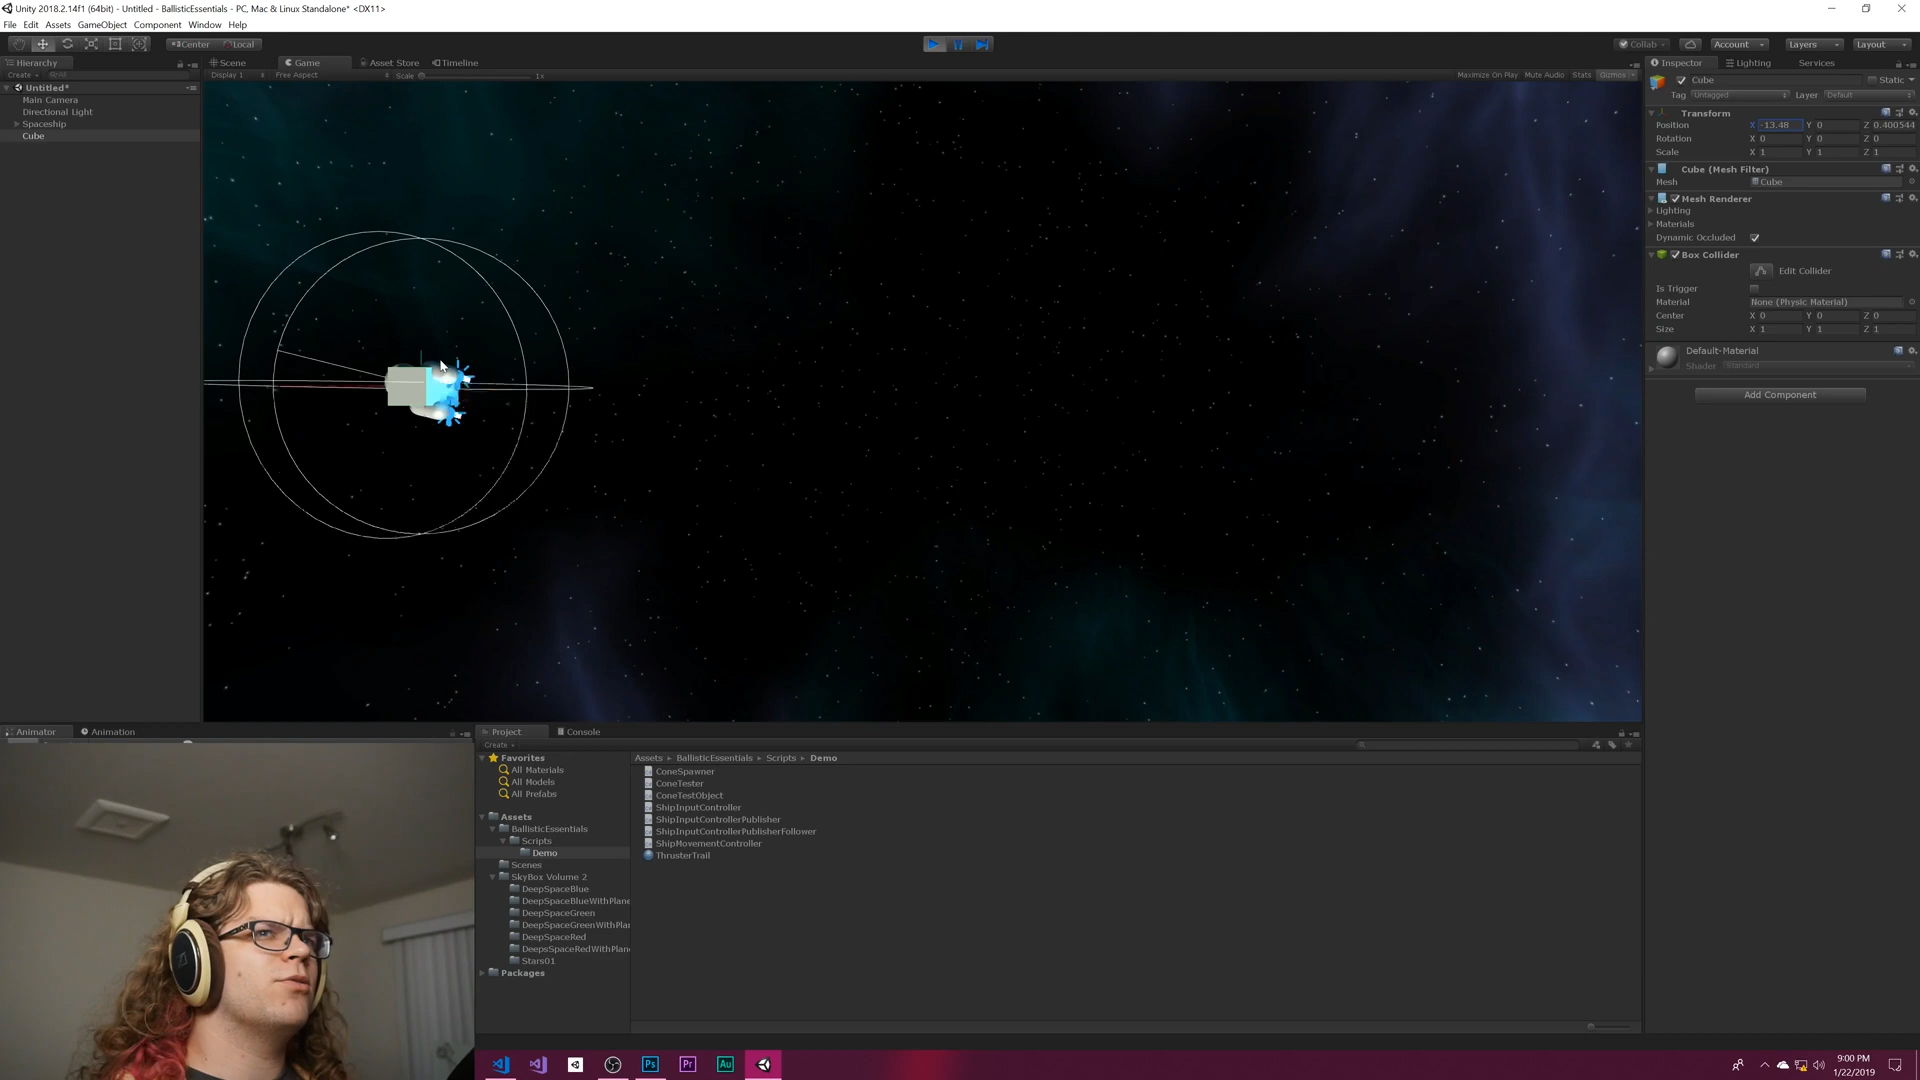 Unity 2018.2.14f1 (64bit) - Untitled - BallisticEssentials - PC, Mac & Linux Standalone* <DX11>
File Edit Assets GameObject Component Window Help
Center Local Collab Account Layers Layout
Hierarchy Scene Game Asset Store Timeline Inspector Lighting Services
Create All Display 1 Free Aspect Scale 1x Maximize On Play Mute Audio Stats Gizmos
Cube Static
Untitled*
Tag Untagged Layer Default
Main Camera
Directional Light
Transform
Spaceship
Position X -13.48 Y 0 Z 0.400544
Cube
Rotation X 0 Y 0 Z 0
Scale X 1 Y 1 Z 1
Cube (Mesh Filter)
Mesh Cube
Mesh Renderer
Lighting
Materials
Dynamic Occluded
Box Collider
Edit Collider
Is Trigger
Material None (Physic Material)
Center X 0 Y 0 Z 0
Size X 1 Y 1 Z 1
Default-Material
Shader Standard
Add Component
Animator Animation Project Console
Create
Favorites
All Materials
All Models
All Prefabs
Assets
BallisticEssentials
Scripts
Demo
Scenes
SkyBox Volume 2
DeepSpaceBlue
DeepSpaceBlueWithPlane
DeepSpaceGreen
DeepSpaceGreenWithPlan
DeepSpaceRed
DeepsSpaceRedWithPlane
Stars01
Packages
Assets BallisticEssentials Scripts Demo
ConeSpawner
ConeTester
ConeTestObject
ShipInputController
ShipInputControllerPublisher
ShipInputControllerPublisherFollower
ShipMovementController
ThrusterTrail
Ps Pr Au
9:00 PM
1/22/2019